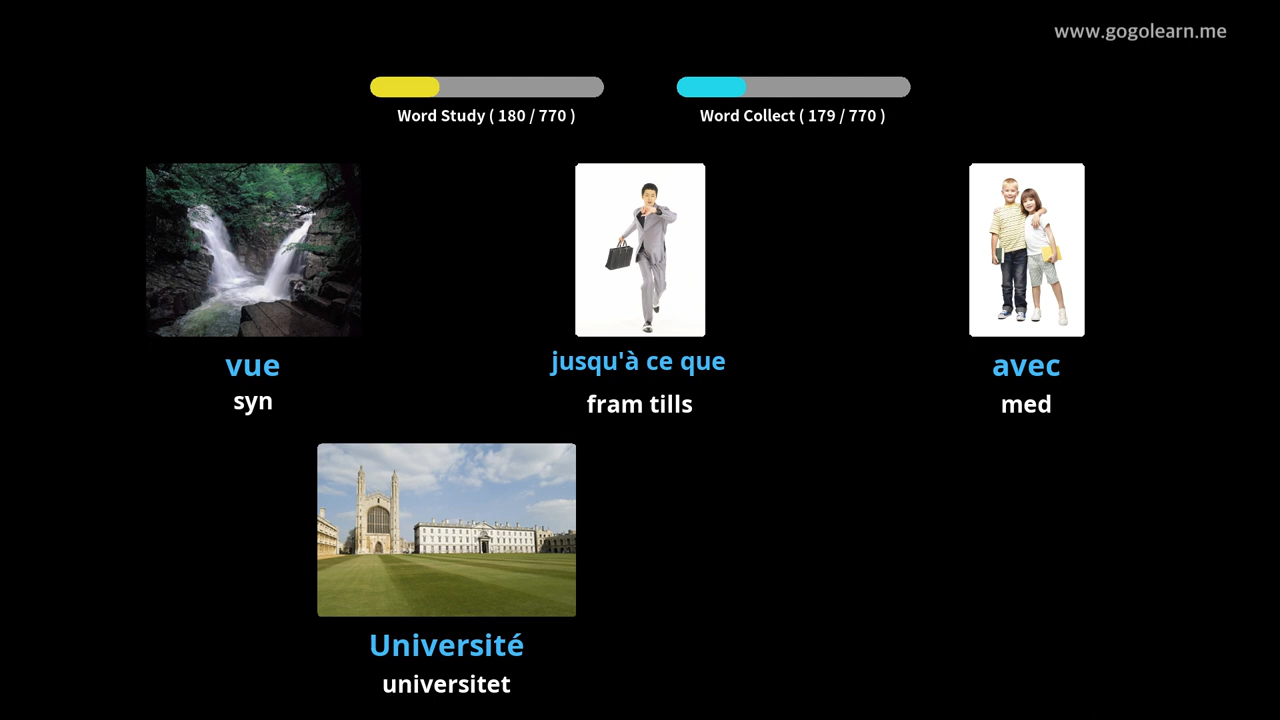 www.gogolearn.me
Word Study ( 180 / 770 )
Word Collect ( 179 / 770 )
vue
syn
jusqu'à ce que
fram tills
avec
med
Université
universitet